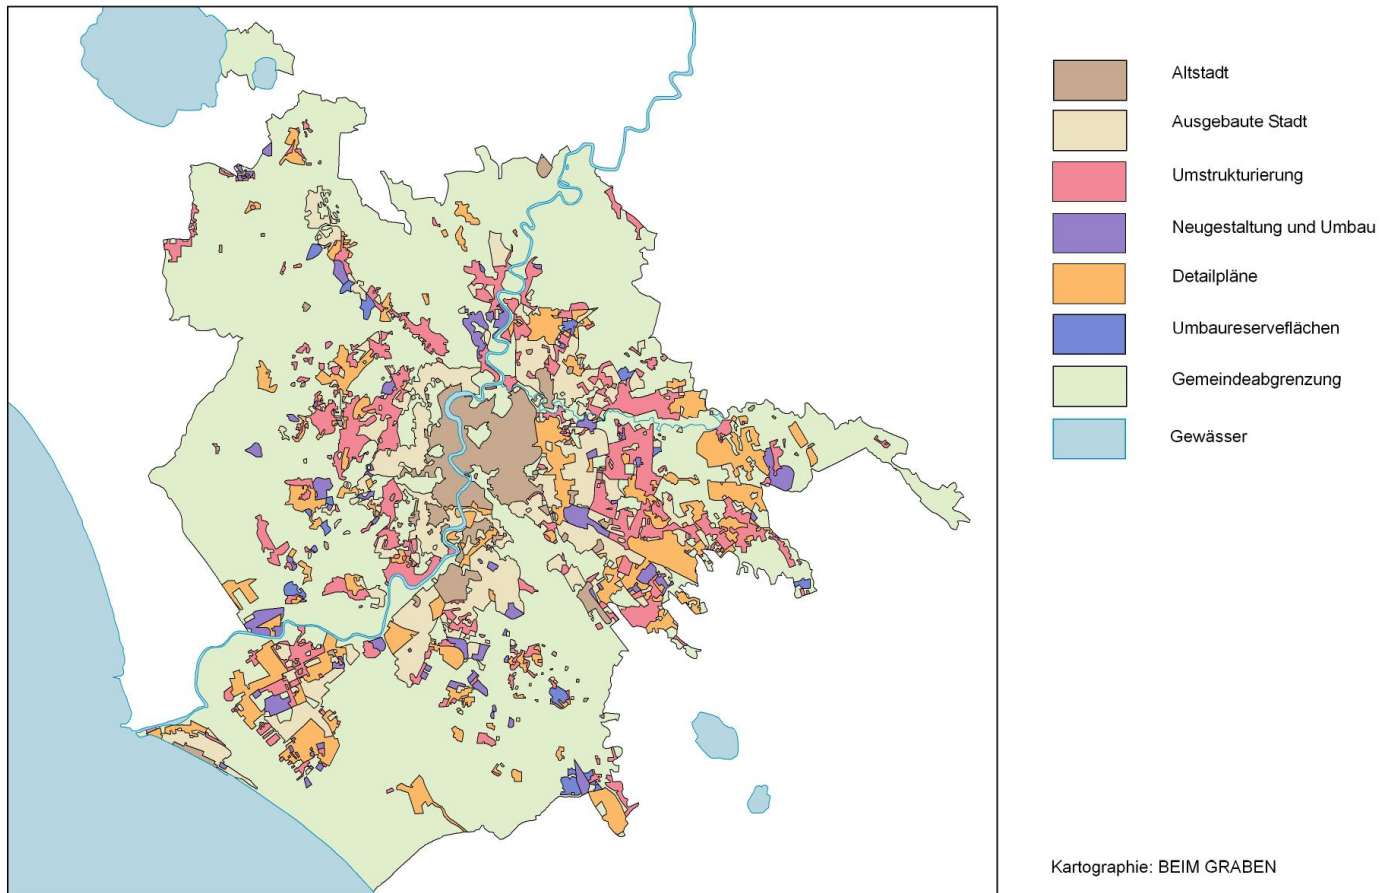 Altstadt
Ausgebaute Stadt
Umstrukturierung
Neugestaltung und Umbau
Detailpläne
Umbaureserveflächen
Gemeindeabgrenzung
Gewässer
Kartographie: BEIM GRABEN